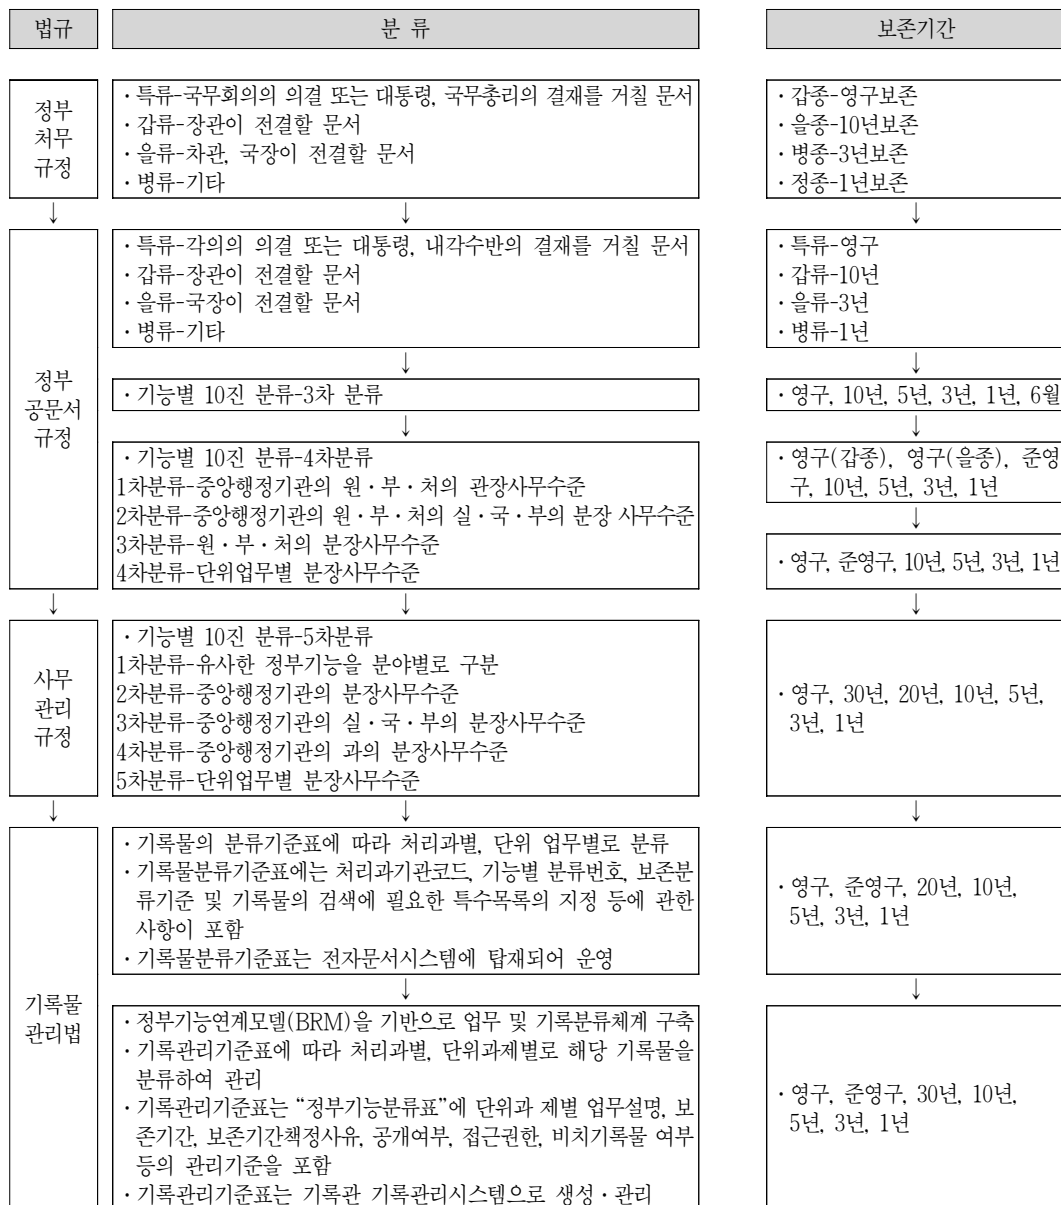 법규
분 류
보존기간
정부
처무
규정
· 특류-국무회의의 의결 또는 대통령, 국무총리의 결재를 거칠 문서
· 갑류-장관이 전결할 문서
· 을류-차관, 국장이 전결할 문서
· 병류-기타
· 갑종-영구보존
· 을종-10년보존
· 병종-3년보존
· 정종-1년보존
↓ ↓ ↓
정부
공문서
규정
· 특류-각의의 의결 또는 대통령, 내각수반의 결재를 거칠 문서
· 갑류-장관이 전결할 문서
· 을류-국장이 전결할 문서
· 병류-기타
· 특류-영구
· 갑류-10년
· 을류-3년
· 병류-1년
↓ ↓
· 기능별 10진 분류-3차 분류
· 영구, 10년, 5년, 3년, 1년, 6월
↓ ↓
· 기능별 10진 분류-4차분류
1차분류-중앙행정기관의 원·부·처의 관장사무수준
2차분류-중앙행정기관의 원·부·처의 실·국·부의 분장 사무수준
3차분류-원·부·처의 분장사무수준
4차분류-단위업무별 분장사무수준
· 영구(갑종), 영구(을종), 준영
구, 10년, 5년, 3년, 1년
↓
· 영구, 준영구, 10년, 5년, 3년, 1년
↓ ↓ ↓
사무
관리
규정
· 기능별 10진 분류-5차분류
1차분류-유사한 정부기능을 분야별로 구분
2차분류-중앙행정기관의 분장사무수준
3차분류-중앙행정기관의 실·국·부의 분장사무수준
4차분류-중앙행정기관의 과의 분장사무수준
5차분류-단위업무별 분장사무수준
· 영구, 30년, 20년, 10년, 5년,
3년, 1년
↓ ↓ ↓
기록물
관리법
· 기록물의 분류기준표에 따라 처리과별, 단위 업무별로 분류
· 기록물분류기준표에는 처리과기관코드, 기능별 분류번호, 보존분
류기준 및 기록물의 검색에 필요한 특수목록의 지정 등에 관한
사항이 포함
· 기록물분류기준표는 전자문서시스템에 탑재되어 운영
· 영구, 준영구, 20년, 10년,
5년, 3년, 1년
↓ ↓
· 정부기능연계모델(BRM)을 기반으로 업무 및 기록분류체계 구축
· 기록관리기준표에 따라 처리과별, 단위과제별로 해당 기록물을
분류하여 관리
· 기록관리기준표는 “정부기능분류표”에 단위과 제별 업무설명, 보
존기간, 보존기간책정사유, 공개여부, 접근권한, 비치기록물 여부
등의 관리기준을 포함
· 기록관리기준표는 기록관 기록관리시스템으로 생성·관리
· 영구, 준영구, 30년, 10년,
5년, 3년, 1년